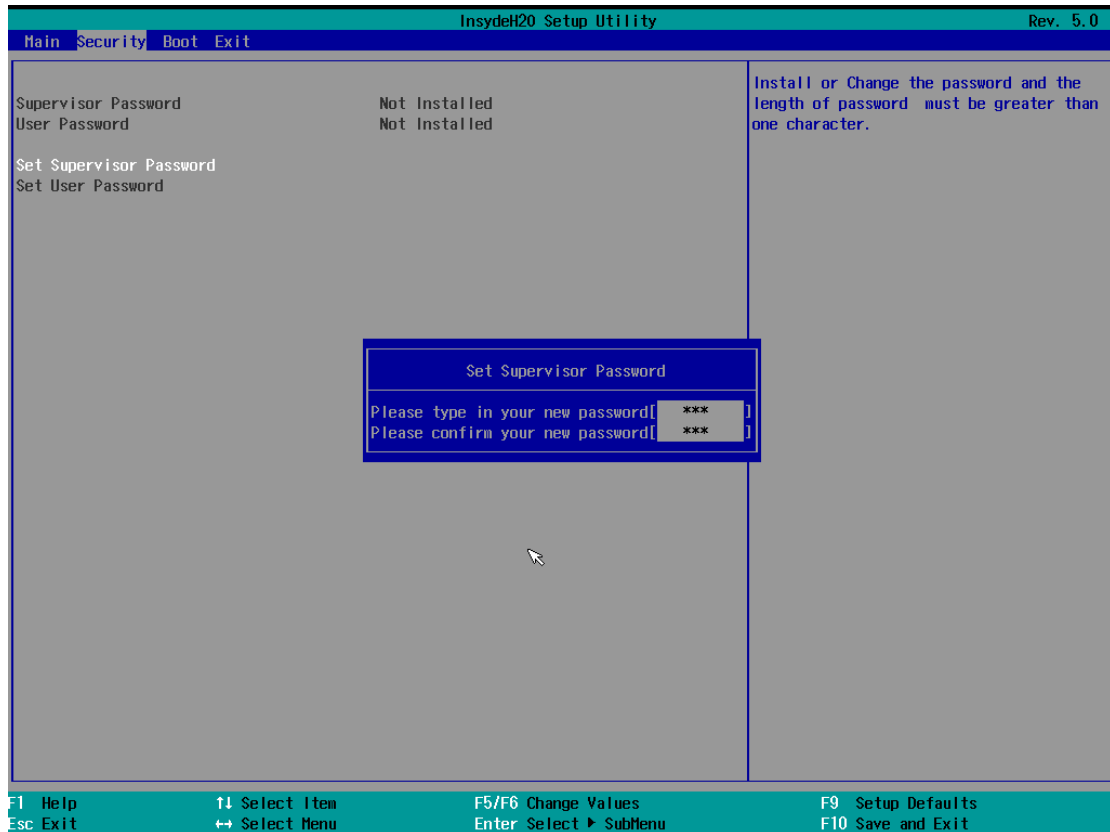 InsydeH2O Setup Utility Rev. 5.0
Main Security Boot Exit
Supervisor Password Not Installed
User Password Not Installed
Set Supervisor Password
Set User Password
Install or Change the password and the
length of password must be greater than
one character.
Set Supervisor Password
Please type in your new password[ *** ]
Please confirm your new password[ *** ]
F1 Help ↑↓ Select Item F5/F6 Change Values F9 Setup Defaults
Esc Exit ↔ Select Menu Enter Select ▶ SubMenu F10 Save and Exit